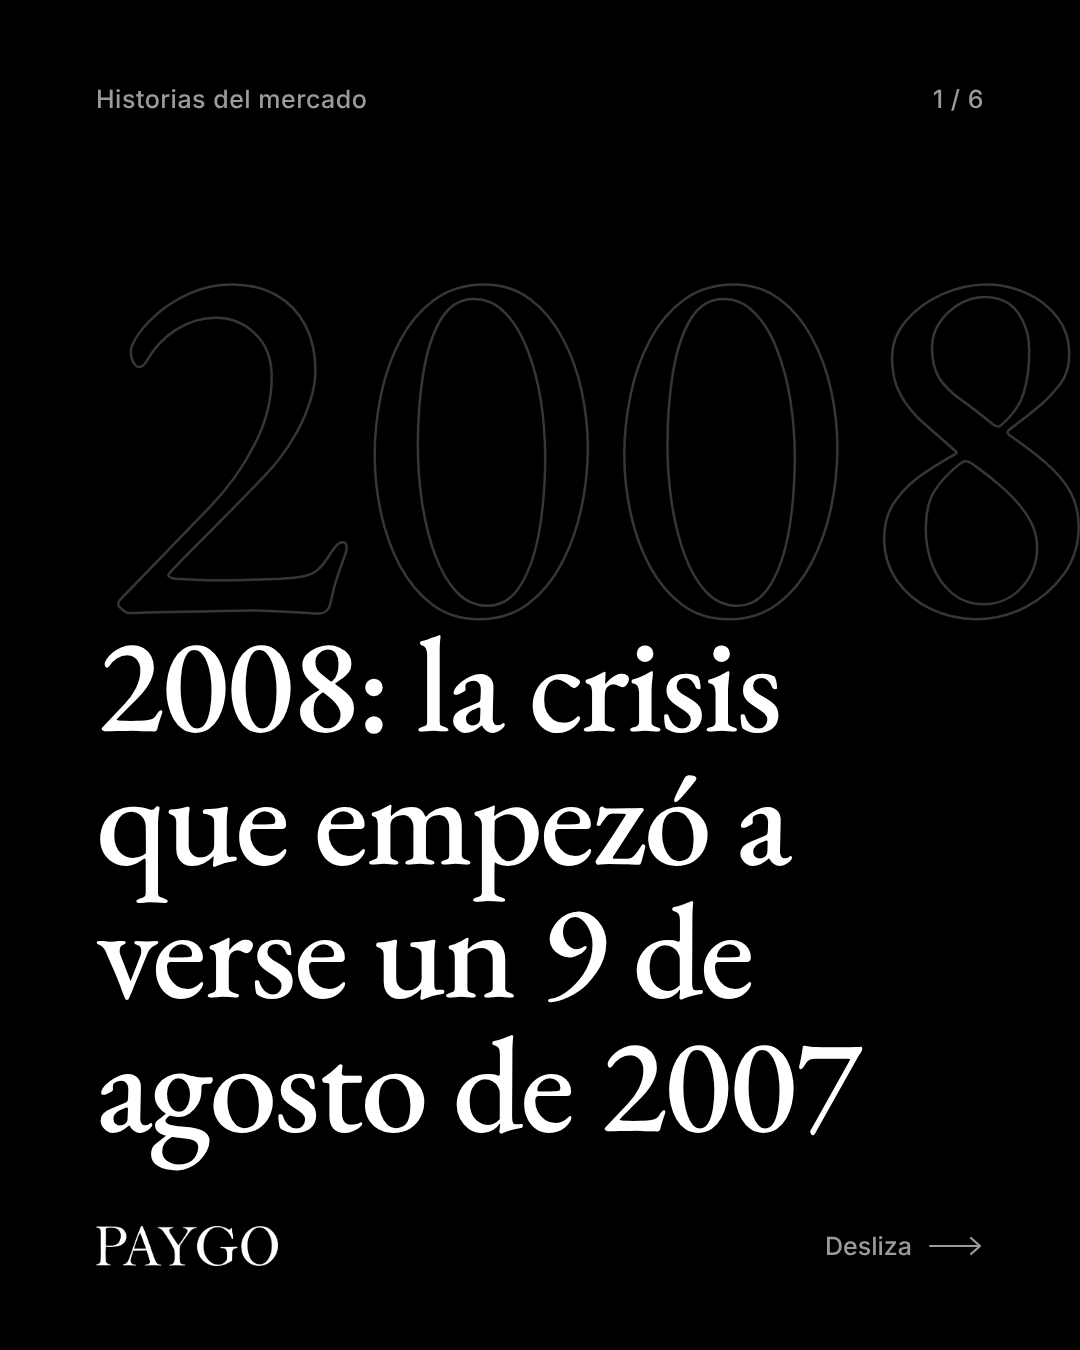 Historias del mercado
1 / 6
2008
2008: la crisis
que empezó a
verse un 9 de
agosto de 2007
PAYGO
Desliza